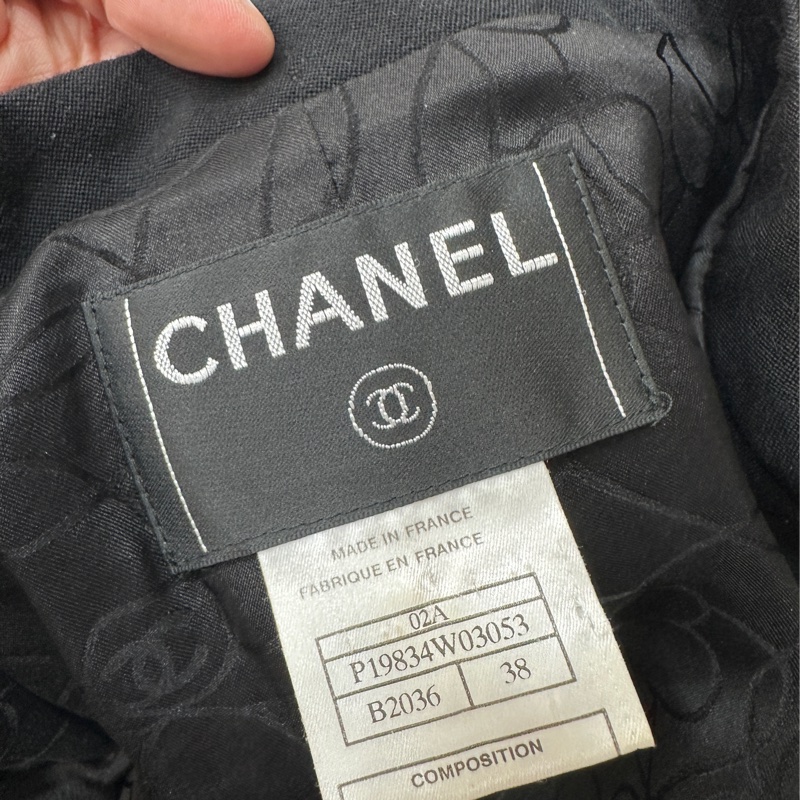 CHANEL
MADE IN FRANCE
FABRIQUE EN FRANCE
02A
P19834W03053
B2036 38
COMPOSITION